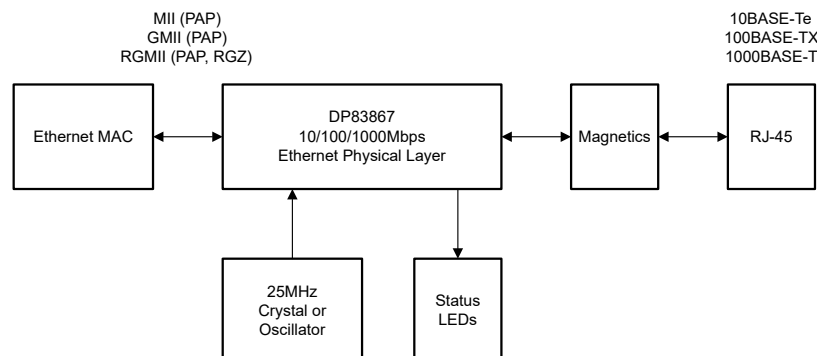 MII (PAP)
GMII (PAP)
RGMII (PAP, RGZ)
10BASE-Te
100BASE-TX
1000BASE-T
Ethernet MAC
DP83867
10/100/1000Mbps
Ethernet Physical Layer
Magnetics
RJ-45
25MHz
Crystal or
Oscillator
Status
LEDs